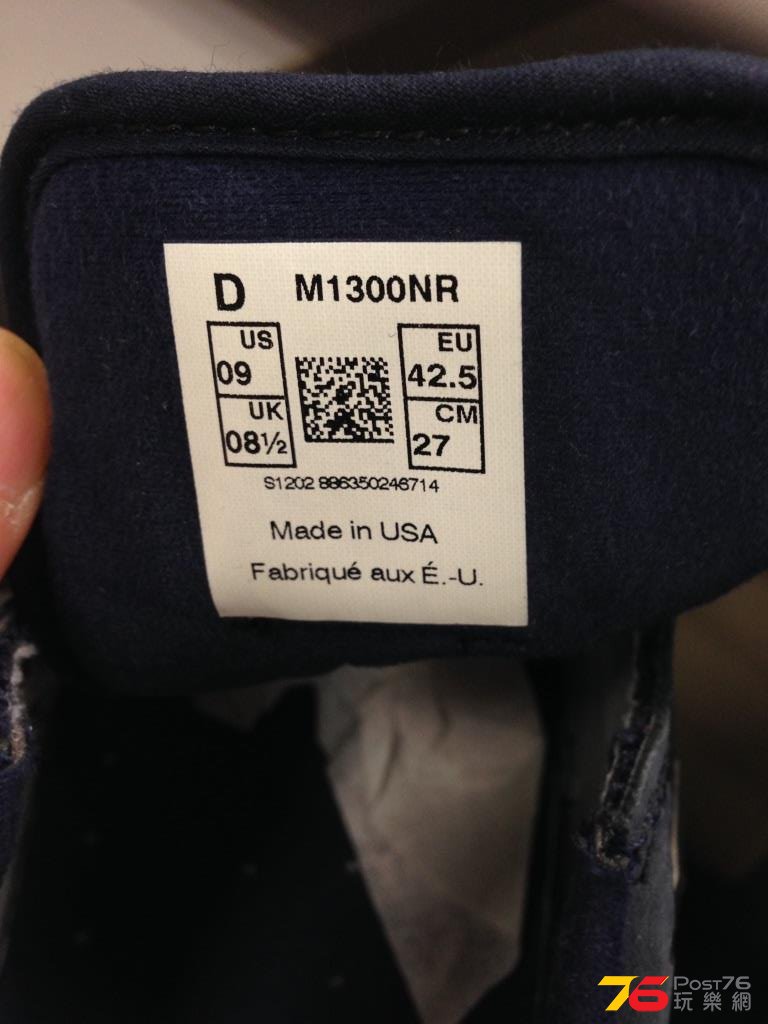 D M1300NR
US
09
UK
08½
EU
42.5
CM
27
S1202 886350246714
Made in USA
Fabriqué aux É.-U.
76 POST76
玩樂網